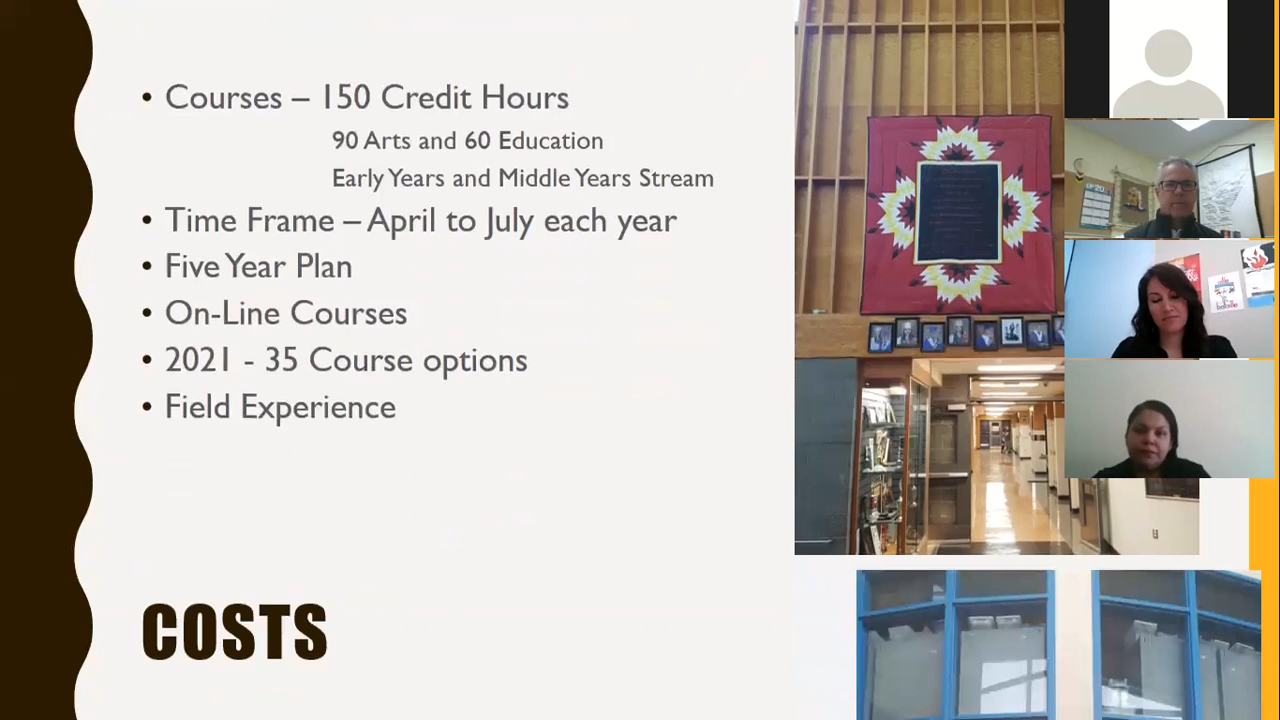 • Courses – 150 Credit Hours
90 Arts and 60 Education
Early Years and Middle Years Stream
• Time Frame – April to July each year
• Five Year Plan
• On-Line Courses
• 2021 - 35 Course options
• Field Experience
COSTS